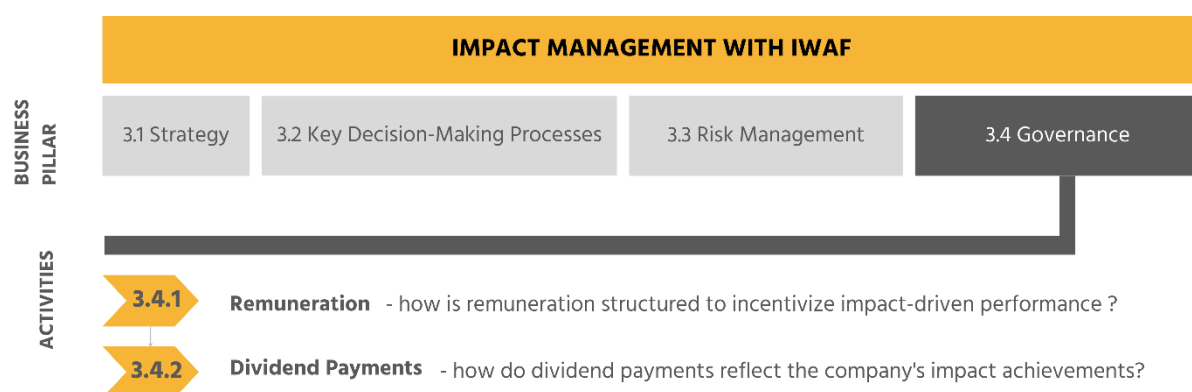 IMPACT MANAGEMENT WITH IWAF
BUSINESS
PILLAR
3.1 Strategy
3.2 Key Decision-Making Processes
3.3 Risk Management
3.4 Governance
ACTIVITIES
3.4.1
Remuneration - how is remuneration structured to incentivize impact-driven performance ?
3.4.2
Dividend Payments - how do dividend payments reflect the company's impact achievements?